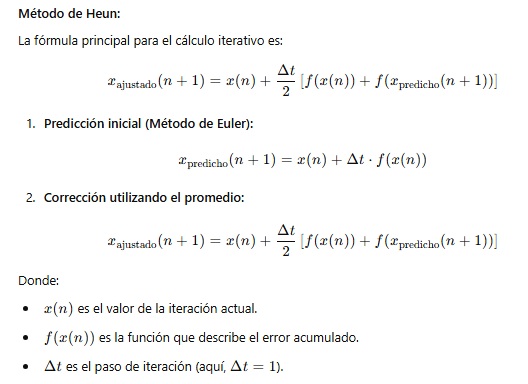 Método de Heun:
La fórmula principal para el cálculo iterativo es:
x_ajustado(n + 1) = x(n) + Δt/2 [f(x(n)) + f(x_predicho(n + 1))]
1. Predicción inicial (Método de Euler):
x_predicho(n + 1) = x(n) + Δt · f(x(n))
2. Corrección utilizando el promedio:
x_ajustado(n + 1) = x(n) + Δt/2 [f(x(n)) + f(x_predicho(n + 1))]
Donde:
• x(n) es el valor de la iteración actual.
• f(x(n)) es la función que describe el error acumulado.
• Δt es el paso de iteración (aquí, Δt = 1).